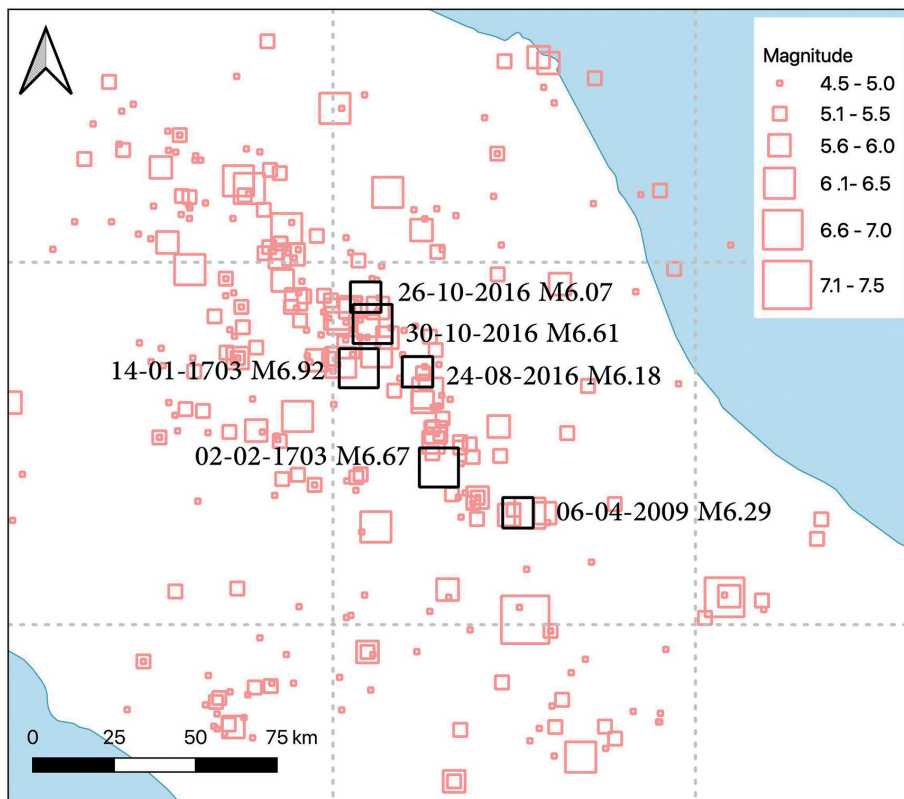 Magnitude
4.5 – 5.0
5.1 – 5.5
5.6 – 6.0
6.1– 6.5
6.6 – 7.0
7.1 – 7.5
26-10-2016 M6.07
30-10-2016 M6.61
14-01-1703 M6.92
24-08-2016 M6.18
02-02-1703 M6.67
06-04-2009 M6.29
0 25 50 75 km